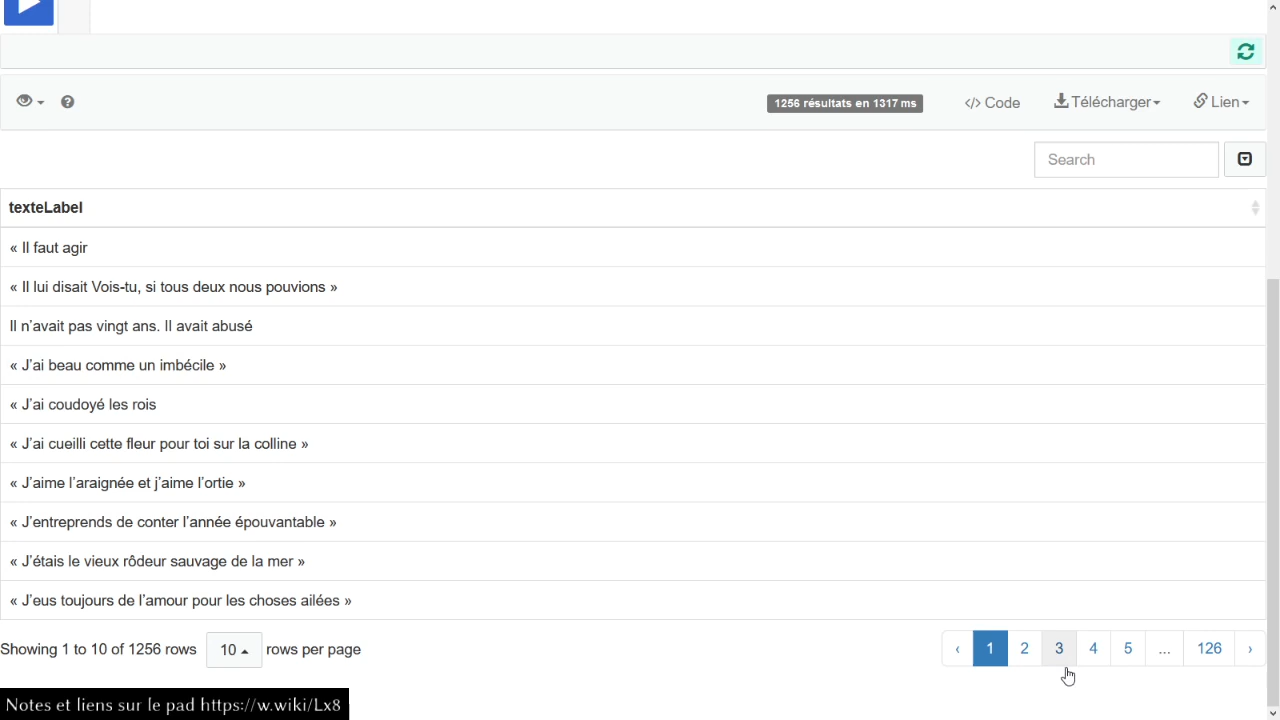 1256 résultats en 1317 ms </> Code Télécharger Lien
Search
texteLabel
« Il faut agir
« Il lui disait Vois-tu, si tous deux nous pouvions »
Il n’avait pas vingt ans. Il avait abusé
« J’ai beau comme un imbécile »
« J’ai coudoyé les rois
« J’ai cueilli cette fleur pour toi sur la colline »
« J’aime l’araignée et j’aime l’ortie »
« J’entreprends de conter l’année épouvantable »
« J’étais le vieux rôdeur sauvage de la mer »
« J’eus toujours de l’amour pour les choses ailées »
Showing 1 to 10 of 1256 rows 10 rows per page ‹ 1 2 3 4 5 ... 126 ›
Notes et liens sur le pad https://w.wiki/Lx8